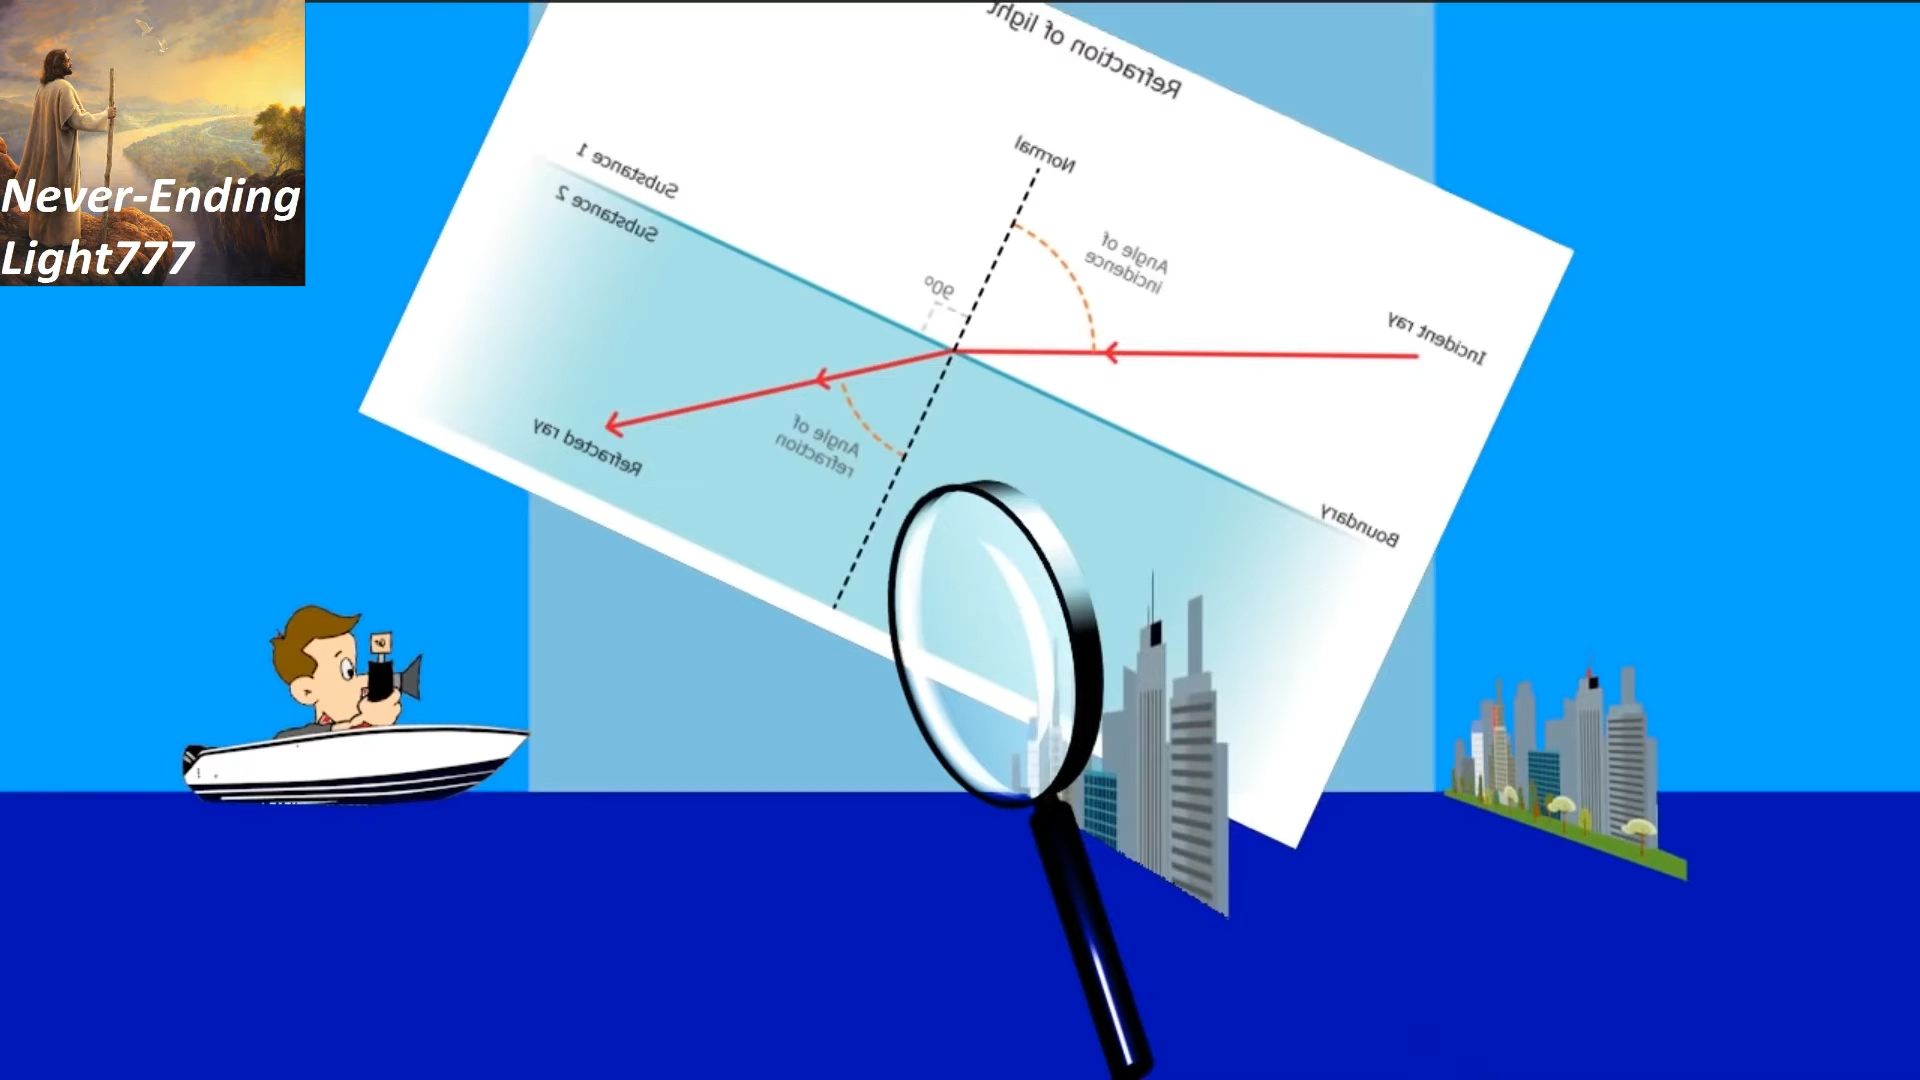 Never-Ending
Light777
Refraction of light
Normal
Substance 1
Substance 2
Angle of
incidence
90°
Incident ray
Angle of
refraction
Refracted ray
Boundary